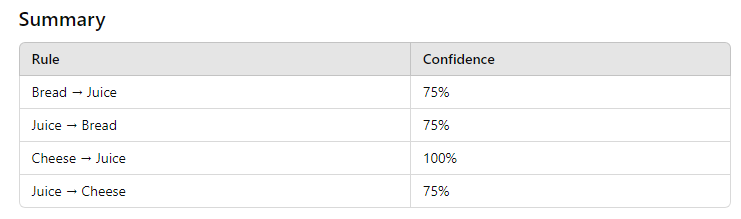 Summary
Rule Confidence
Bread → Juice 75%
Juice → Bread 75%
Cheese → Juice 100%
Juice → Cheese 75%